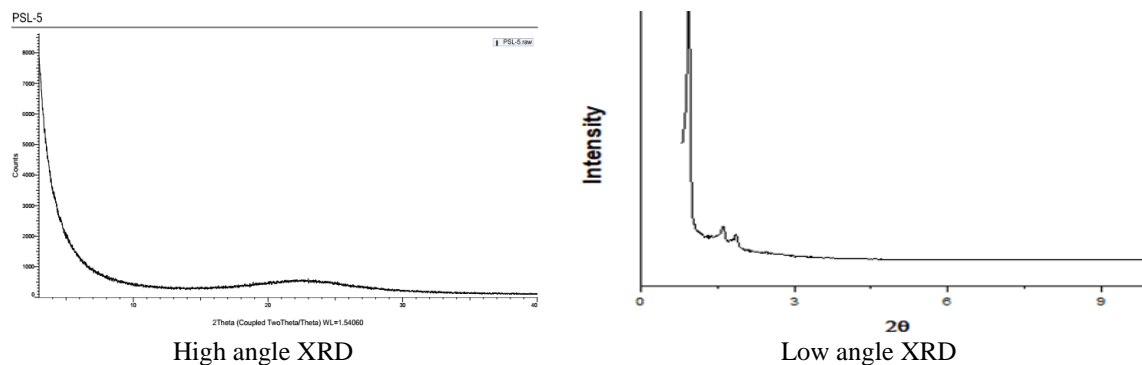 PSL-5
PSL-5.raw
8000
7000
6000
5000
4000
3000
2000
1000
0
Counts
10
20
30
40
2Theta (Coupled TwoTheta/Theta) WL=1.54060
High angle XRD
Intensity
0
3
6
9
2θ
Low angle XRD